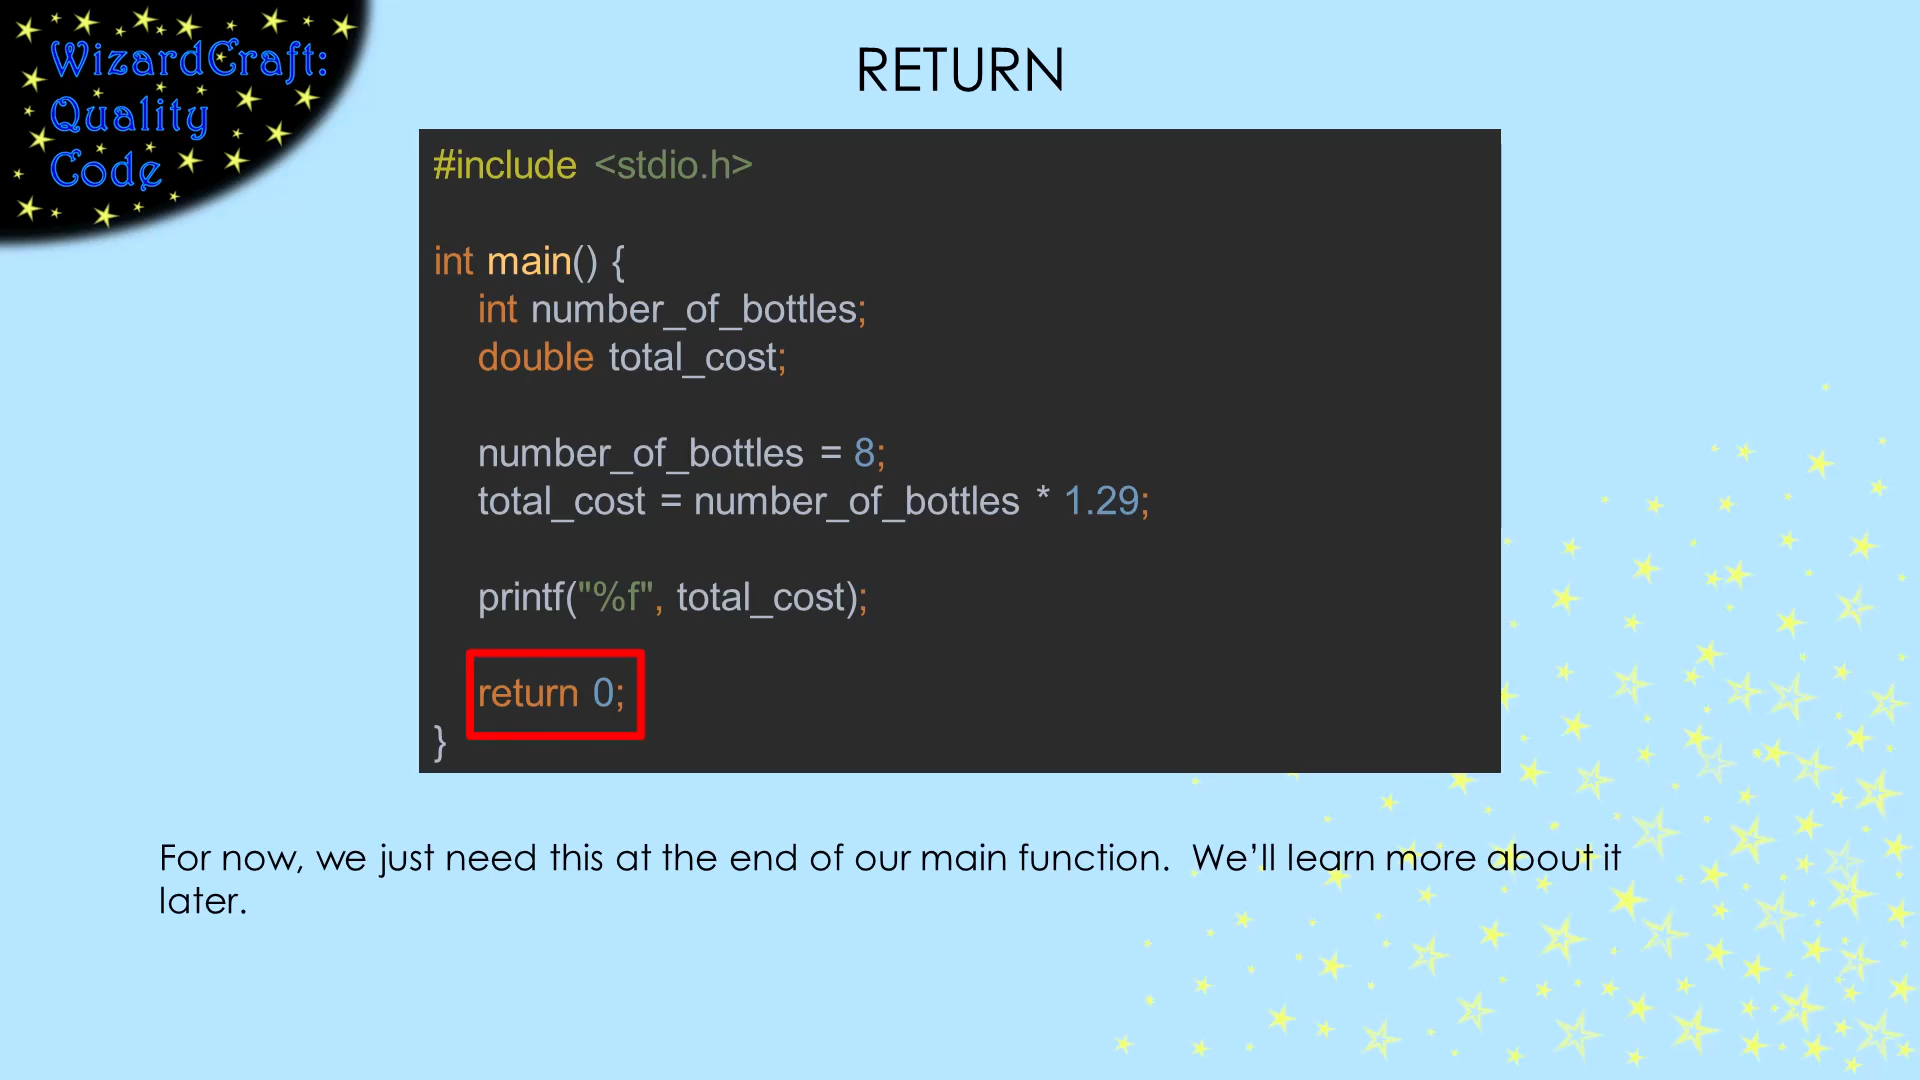 WizardCraft:
Quality
Code
RETURN
#include <stdio.h>
int main() {
int number_of_bottles;
double total_cost;
number_of_bottles = 8;
total_cost = number_of_bottles * 1.29;
printf("%f", total_cost);
return 0;
}
For now, we just need this at the end of our main function.  We’ll learn more about it
later.